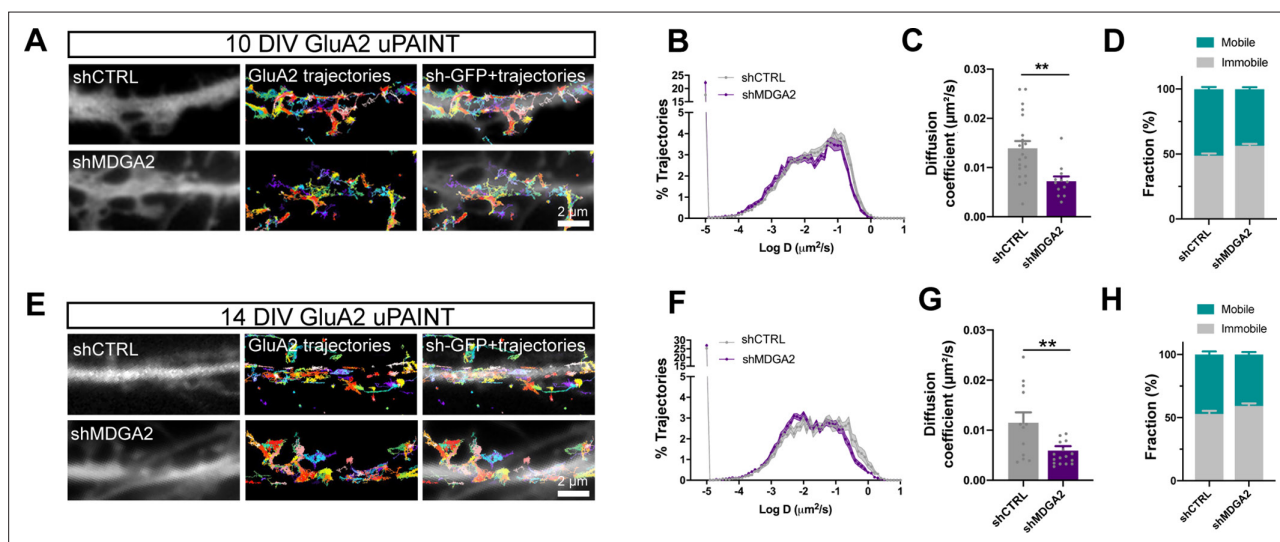 A
10 DIV GluA2 uPAINT
shCTRL
GluA2 trajectories
sh-GFP+trajectories
shMDGA2
2 µm
B
% Trajectories
25
20
15
10
5
4
3
2
1
0
-5
-4
-3
-2
-1
0
1
Log D (µm²/s)
shCTRL
shMDGA2
C
Diffusion
coefficient (µm²/s)
0.03
0.02
0.01
0.00
**
shCTRL
shMDGA2
D
Mobile
Immobile
Fraction (%)
100
50
0
shCTRL
shMDGA2
E
14 DIV GluA2 uPAINT
shCTRL
GluA2 trajectories
sh-GFP+trajectories
shMDGA2
2 µm
F
% Trajectories
30
25
20
15
10
5
4
3
2
1
0
-5
-4
-3
-2
-1
0
1
Log D (µm²/s)
shCTRL
shMDGA2
G
Diffusion
coefficient (µm²/s)
0.03
0.02
0.01
0.00
**
shCTRL
shMDGA2
H
Mobile
Immobile
Fraction (%)
100
50
0
shCTRL
shMDGA2